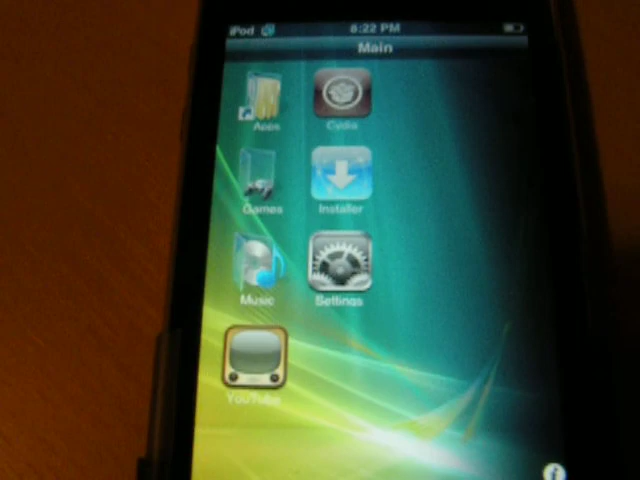 iPod 8:22 PM
Main
Apps Cydia
Games Installer
Music Settings
YouTube
i